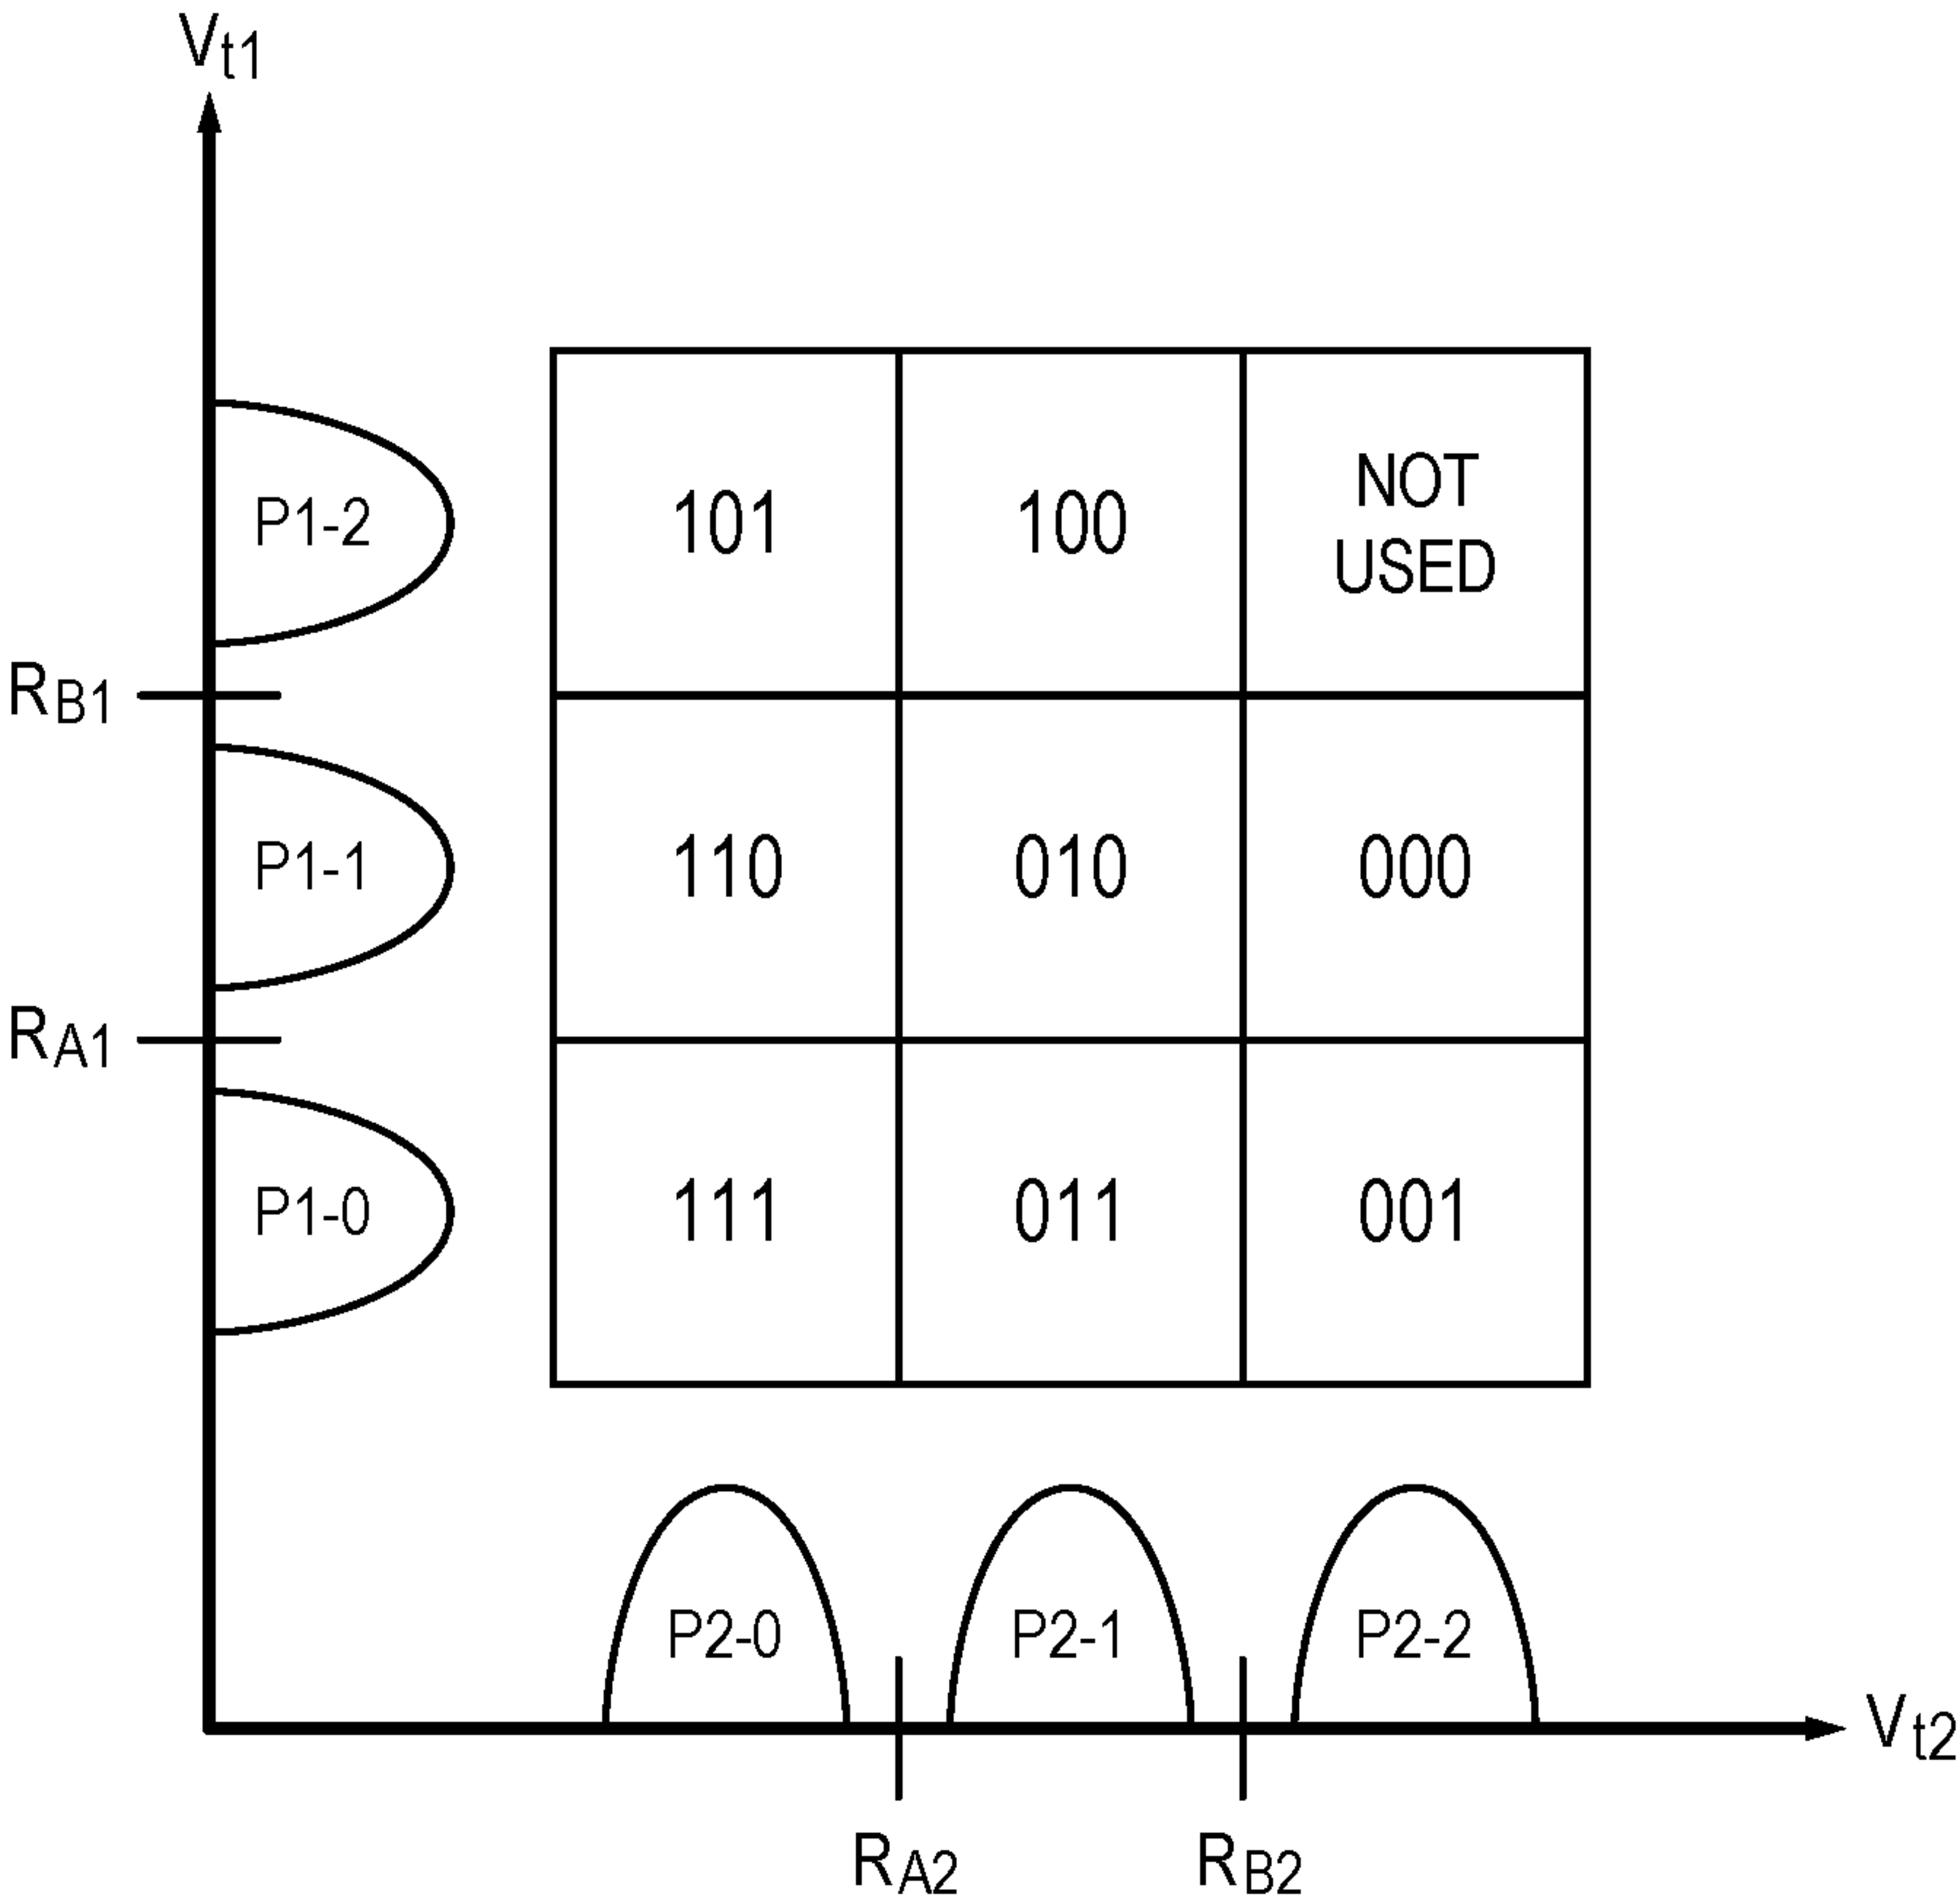 Vt1
P1-2
101
100
NOT
USED
RB1
P1-1
110
010
000
RA1
P1-0
111
011
001
P2-0
P2-1
P2-2
Vt2
RA2
RB2